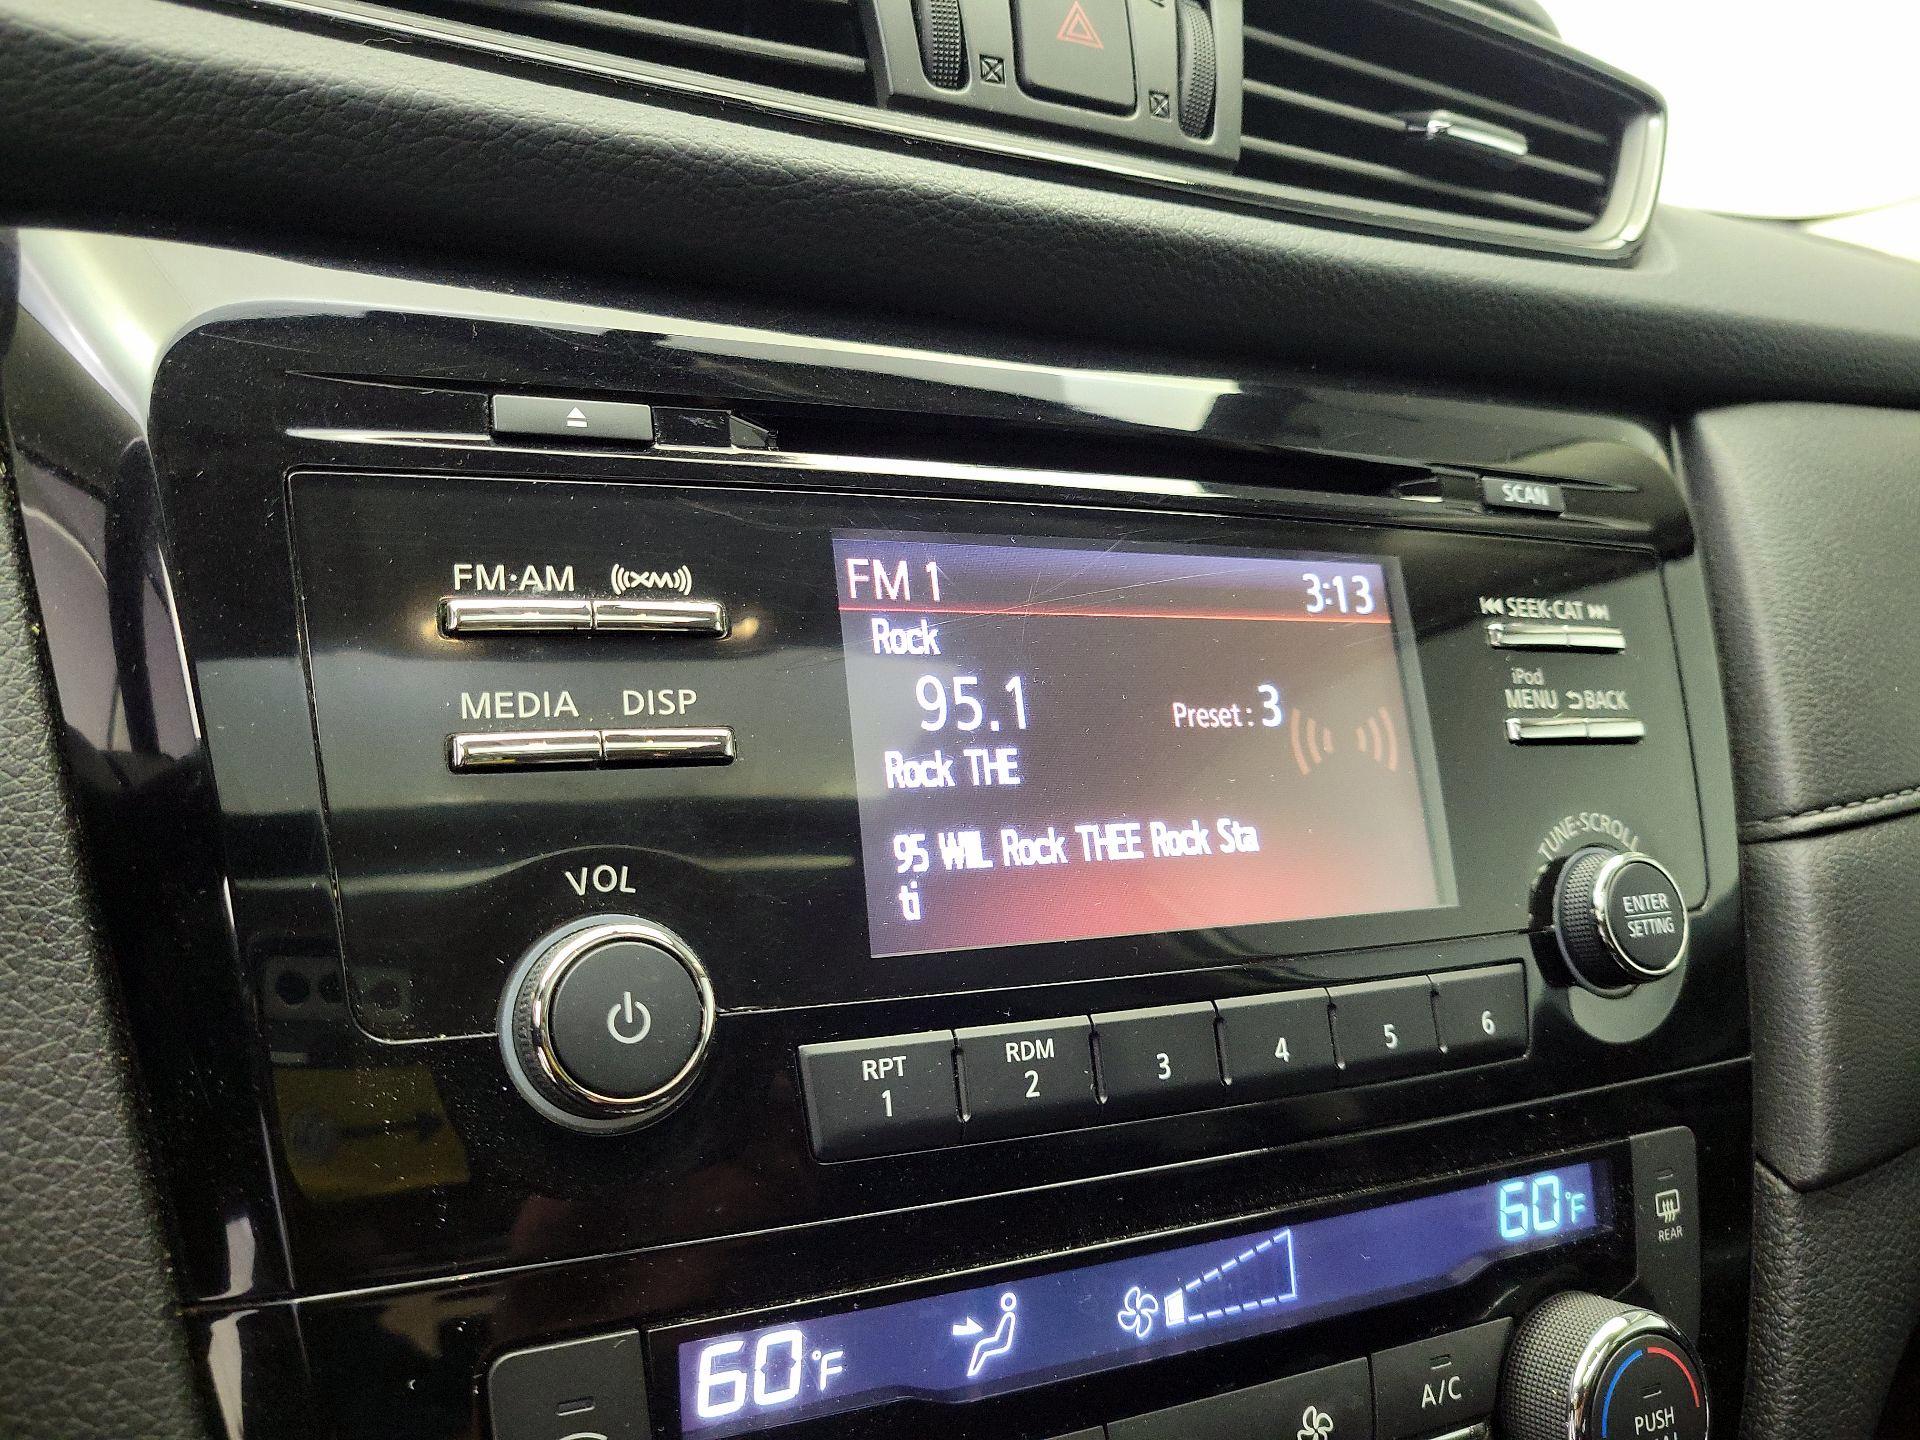 SCAN
FM·AM XM
FM 1 3:13
SEEK·CAT
Rock
95.1
Preset: 3
iPod
MENU BACK
MEDIA DISP
Rock THE
95 WIIL Rock THEE Rock Sta
ti
TUNE·SCROLL
VOL
ENTER
SETTING
RPT
1
RDM
2
3
4
5
6
60°F
REAR
60°F
A/C
PUSH